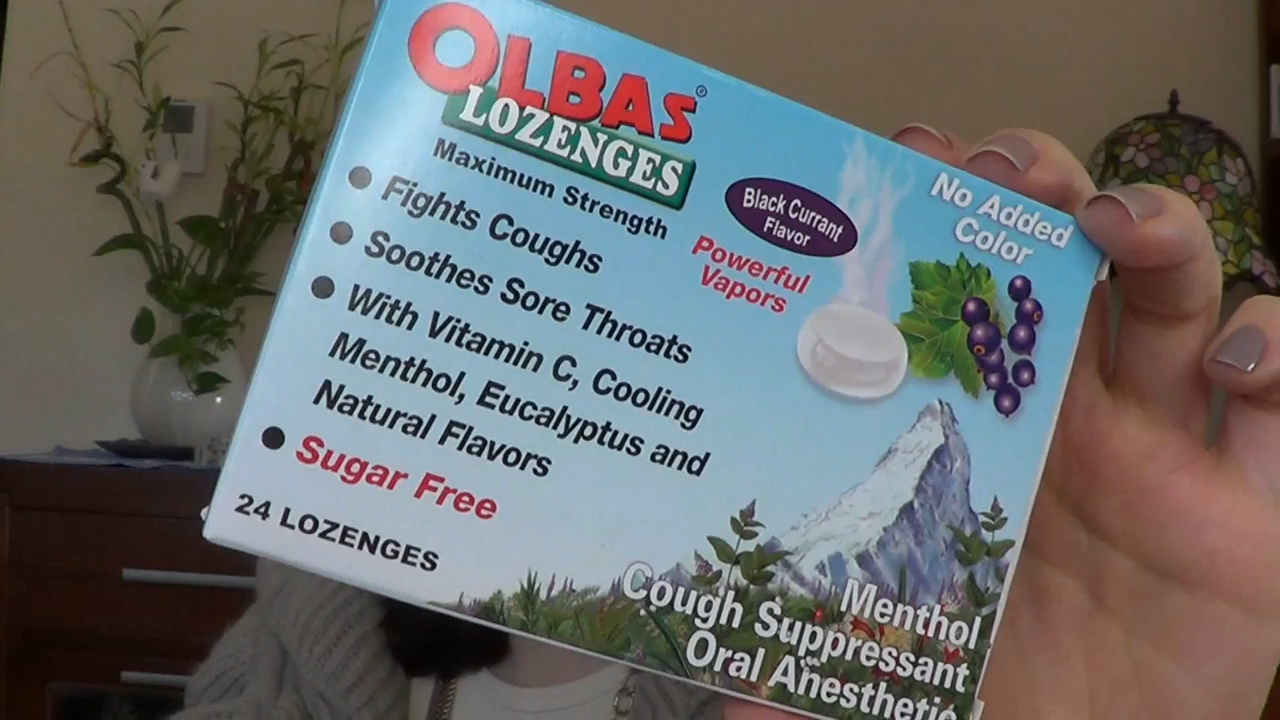 OLBAS®
LOZENGES
Maximum Strength
● Fights Coughs
● Soothes Sore Throats
● With Vitamin C, Cooling
Menthol, Eucalyptus and
Natural Flavors
● Sugar Free
24 LOZENGES
Black Currant
Flavor
Powerful
Vapors
No Added
Color
Menthol
Cough Suppressant
Oral Anesthetic